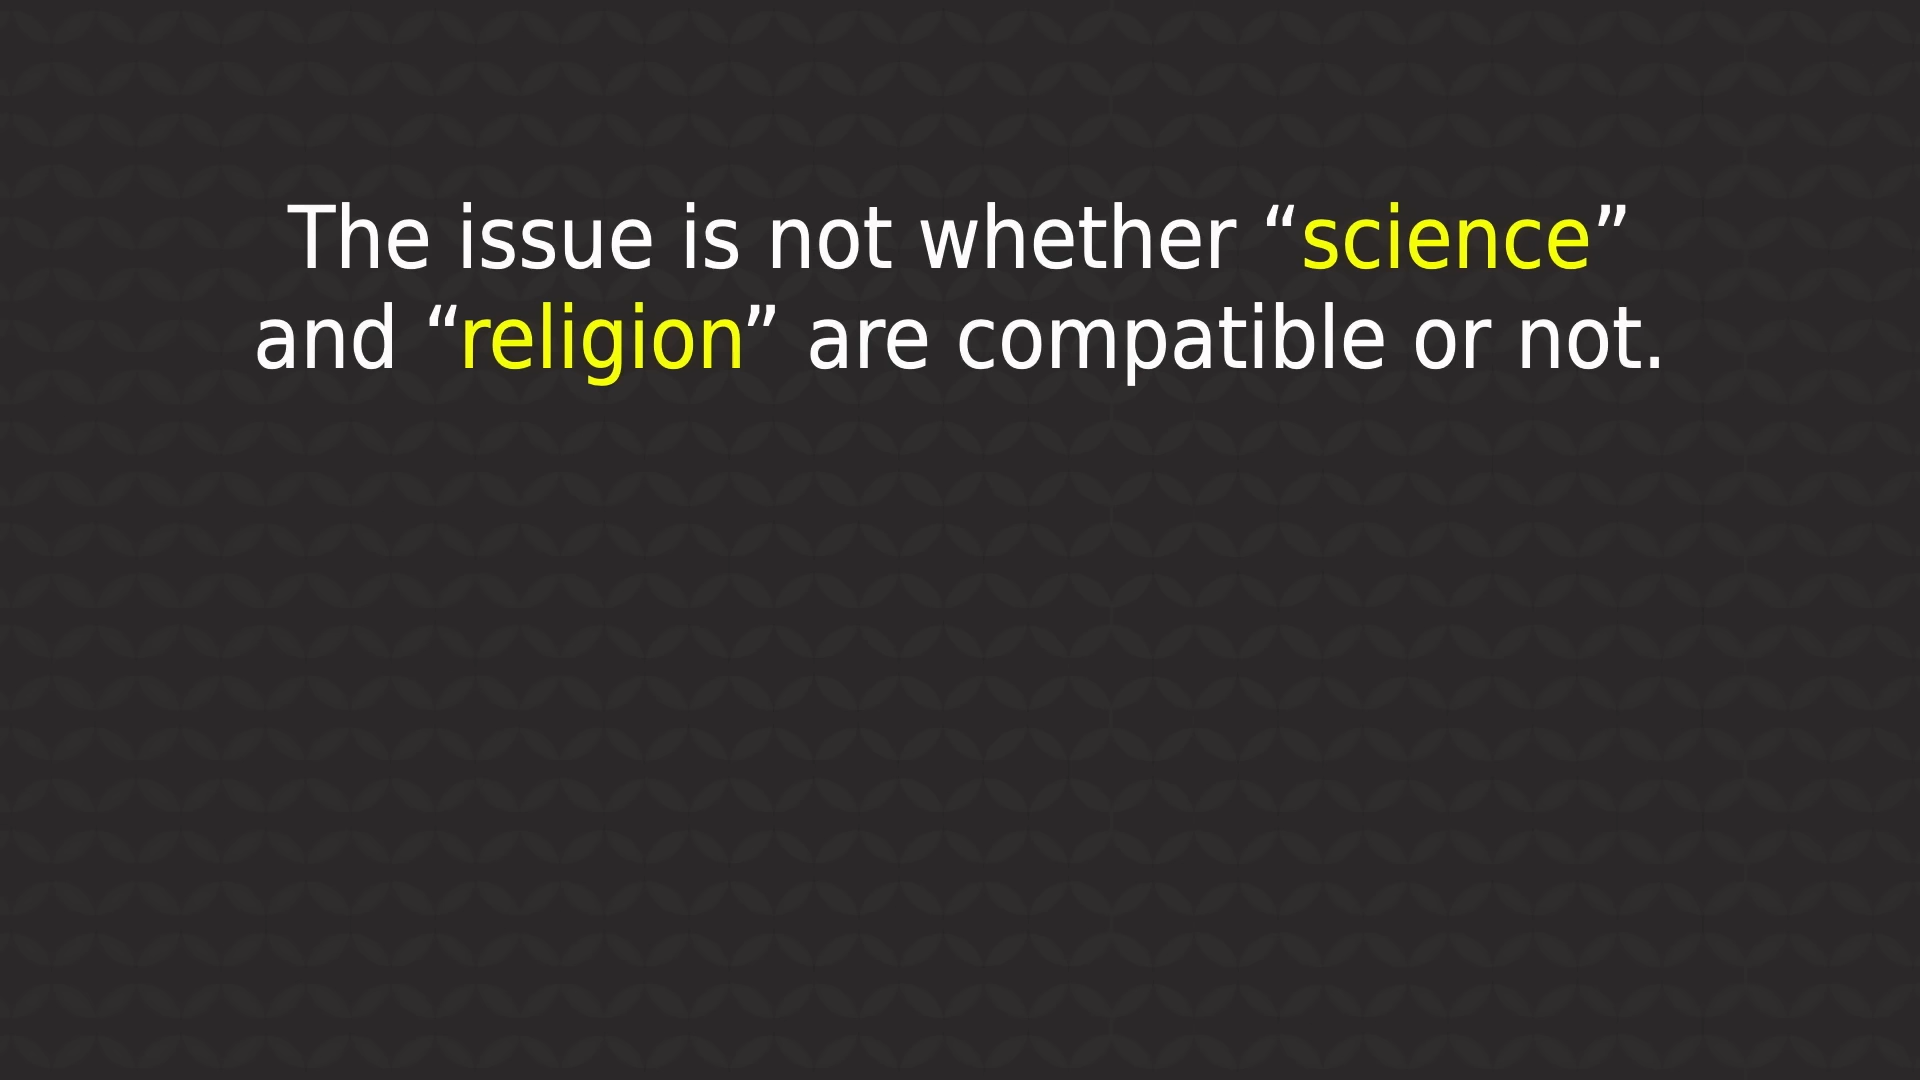 The issue is not whether “science”
and “religion” are compatible or not.